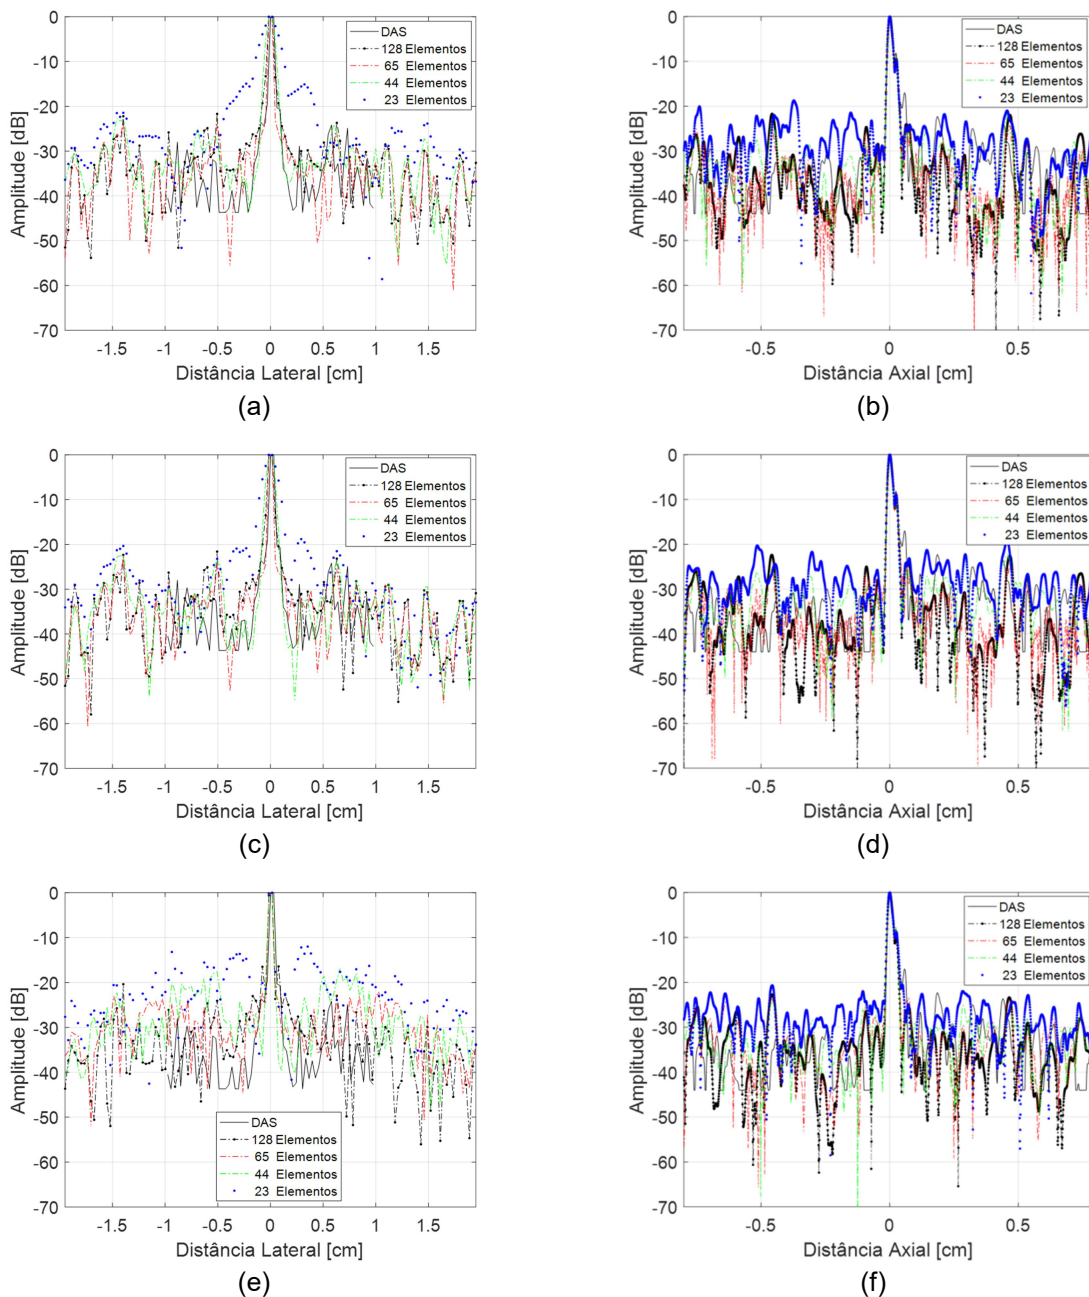 0
-10
-20
-30
-40
-50
-60
-70
Amplitude [dB]
DAS
128 Elementos
65 Elementos
44 Elementos
23 Elementos
-1.5 -1 -0.5 0 0.5 1 1.5
Distância Lateral [cm]
(a)
0
-10
-20
-30
-40
-50
-60
-70
Amplitude [dB]
DAS
128 Elementos
65 Elementos
44 Elementos
23 Elementos
-0.5 0 0.5
Distância Axial [cm]
(b)
0
-10
-20
-30
-40
-50
-60
-70
Amplitude [dB]
DAS
128 Elementos
65 Elementos
44 Elementos
23 Elementos
-1.5 -1 -0.5 0 0.5 1 1.5
Distância Lateral [cm]
(c)
0
-10
-20
-30
-40
-50
-60
-70
Amplitude [dB]
DAS
128 Elementos
65 Elementos
44 Elementos
23 Elementos
-0.5 0 0.5
Distância Axial [cm]
(d)
0
-10
-20
-30
-40
-50
-60
-70
Amplitude [dB]
DAS
128 Elementos
65 Elementos
44 Elementos
23 Elementos
-1.5 -1 -0.5 0 0.5 1 1.5
Distância Lateral [cm]
(e)
0
-10
-20
-30
-40
-50
-60
-70
Amplitude [dB]
DAS
128 Elementos
65 Elementos
44 Elementos
23 Elementos
-0.5 0 0.5
Distância Axial [cm]
(f)